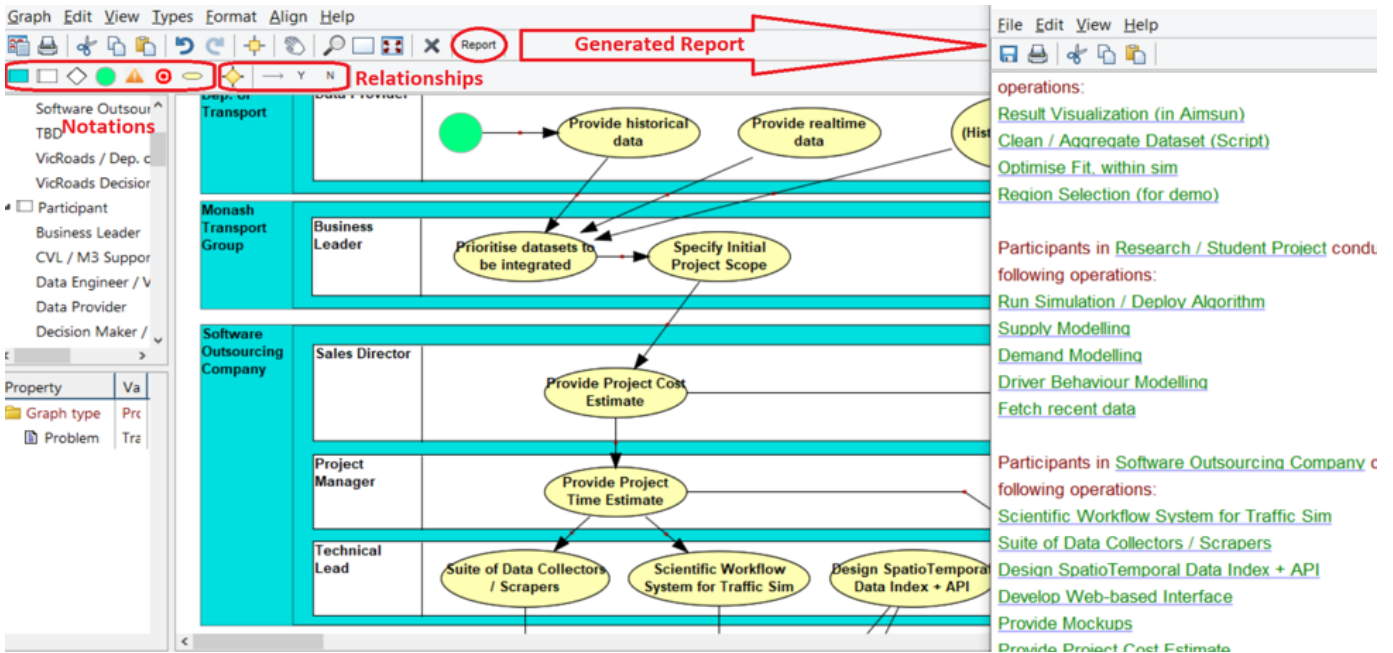 Graph Edit View Types Format Align Help
Report
Generated Report
Y N
Relationships
Notations
Software Outsour
TBD
VicRoads / Dep. c
VicRoads Decision
Participant
Business Leader
CVL / M3 Suppor
Data Engineer / V
Data Provider
Decision Maker /
Property Va
Graph type Prc
Problem Tra
Dep. of
Transport
Data Provider
Provide historical
data
Provide realtime
data
(Hist
Monash
Transport
Group
Business
Leader
Prioritise datasets to
be integrated
Specify Initial
Project Scope
Software
Outsourcing
Company
Sales Director
Provide Project Cost
Estimate
Project
Manager
Provide Project
Time Estimate
Technical
Lead
Suite of Data Collectors
/ Scrapers
Scientific Workflow
System for Traffic Sim
Design SpatioTemporal
Data Index + API
File Edit View Help
operations:
Result Visualization (in Aimsun)
Clean / Aggregate Dataset (Script)
Optimise Fit, within sim
Region Selection (for demo)
Participants in Research / Student Project condu
following operations:
Run Simulation / Deploy Algorithm
Supply Modelling
Demand Modelling
Driver Behaviour Modelling
Fetch recent data
Participants in Software Outsourcing Company c
following operations:
Scientific Workflow System for Traffic Sim
Suite of Data Collectors / Scrapers
Design SpatioTemporal Data Index + API
Develop Web-based Interface
Provide Mockups
Provide Project Cost Estimate